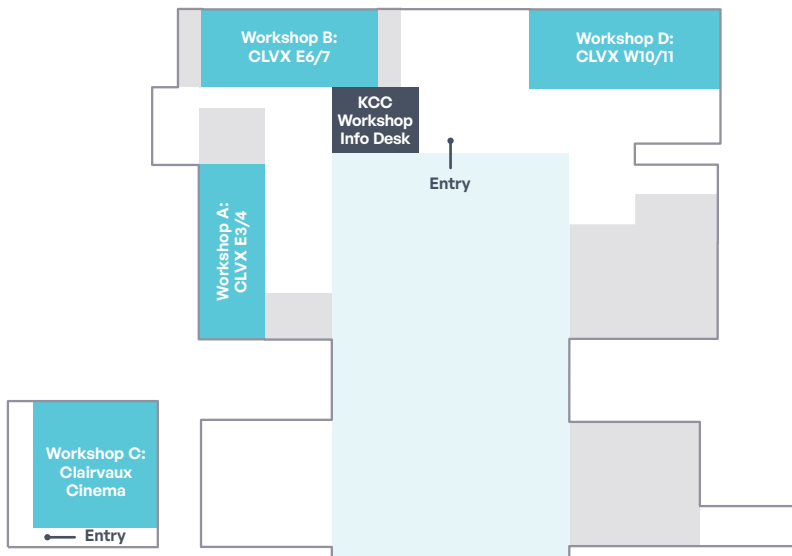 Workshop B:
CLVX E6/7
Workshop D:
CLVX W10/11
KCC
Workshop
Info Desk
Entry
Workshop A:
CLVX E3/4
Workshop C:
Clairvaux
Cinema
Entry